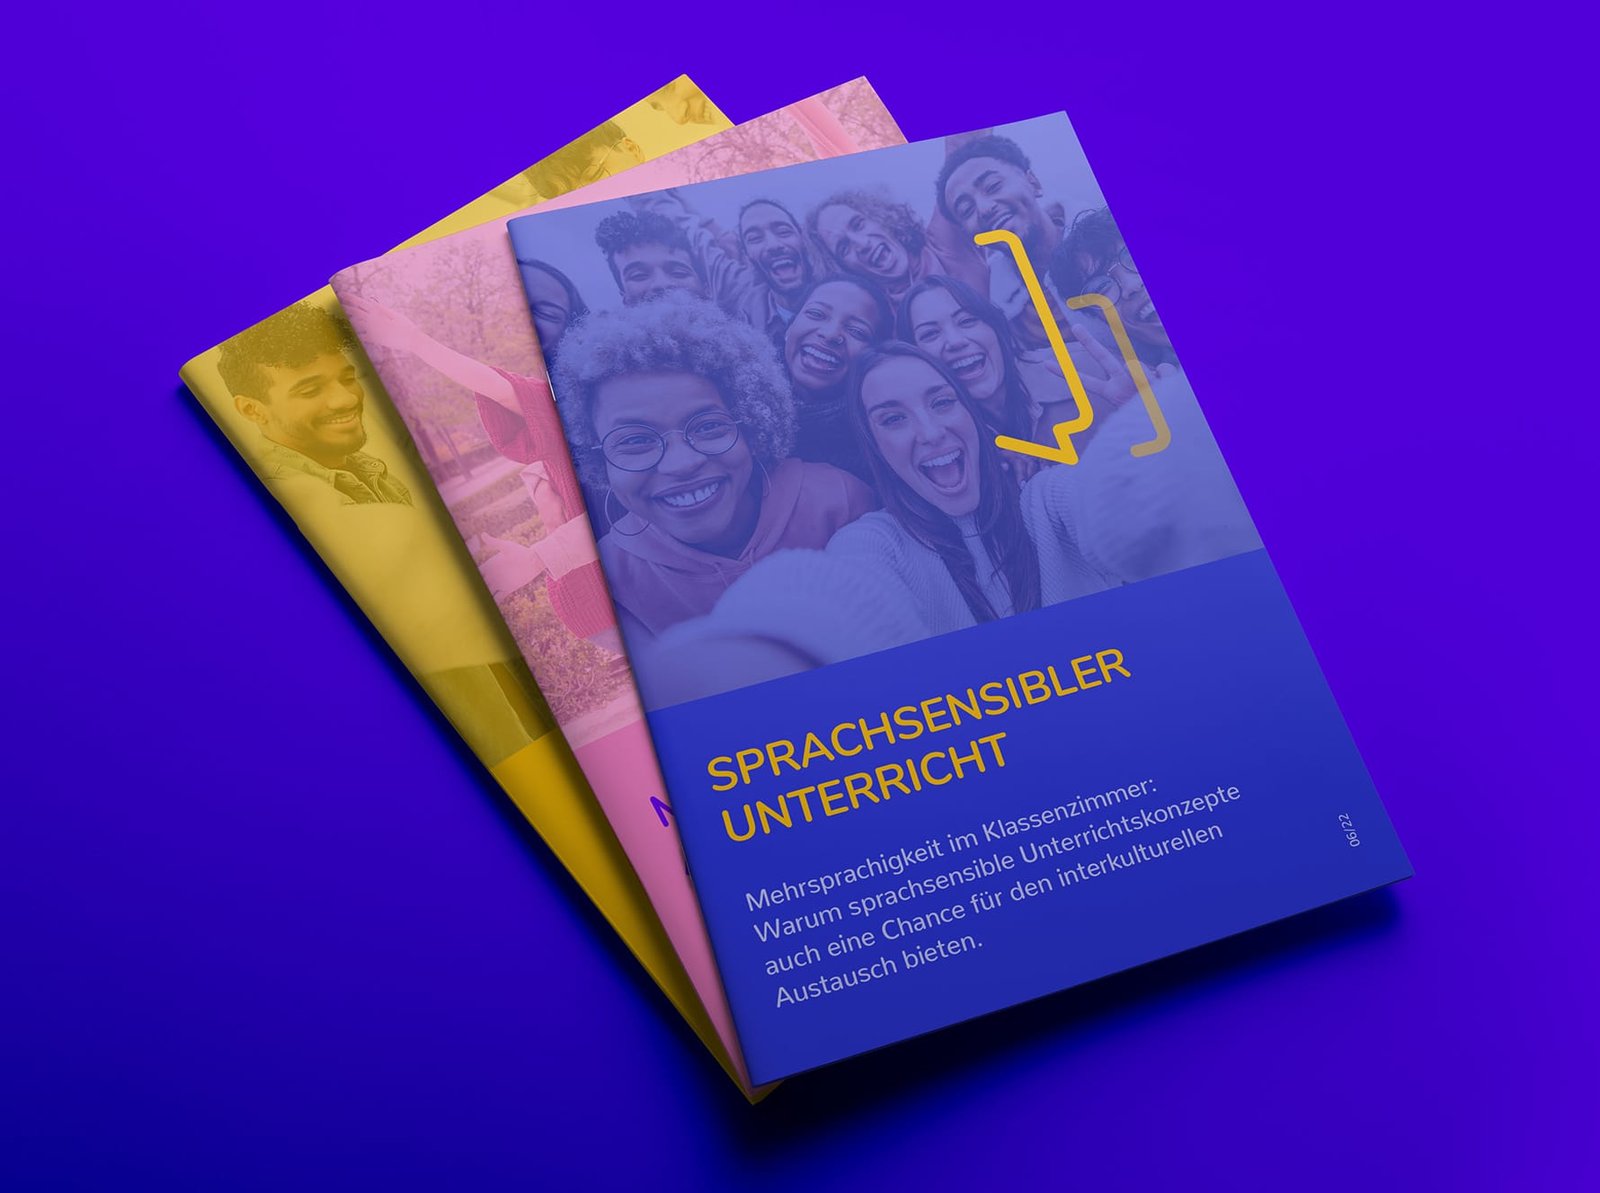 SPRACHSENSIBLER
UNTERRICHT
Mehrsprachigkeit im Klassenzimmer:
Warum sprachsensible Unterrichtskonzepte
auch eine Chance für den interkulturellen
Austausch bieten.
06/22